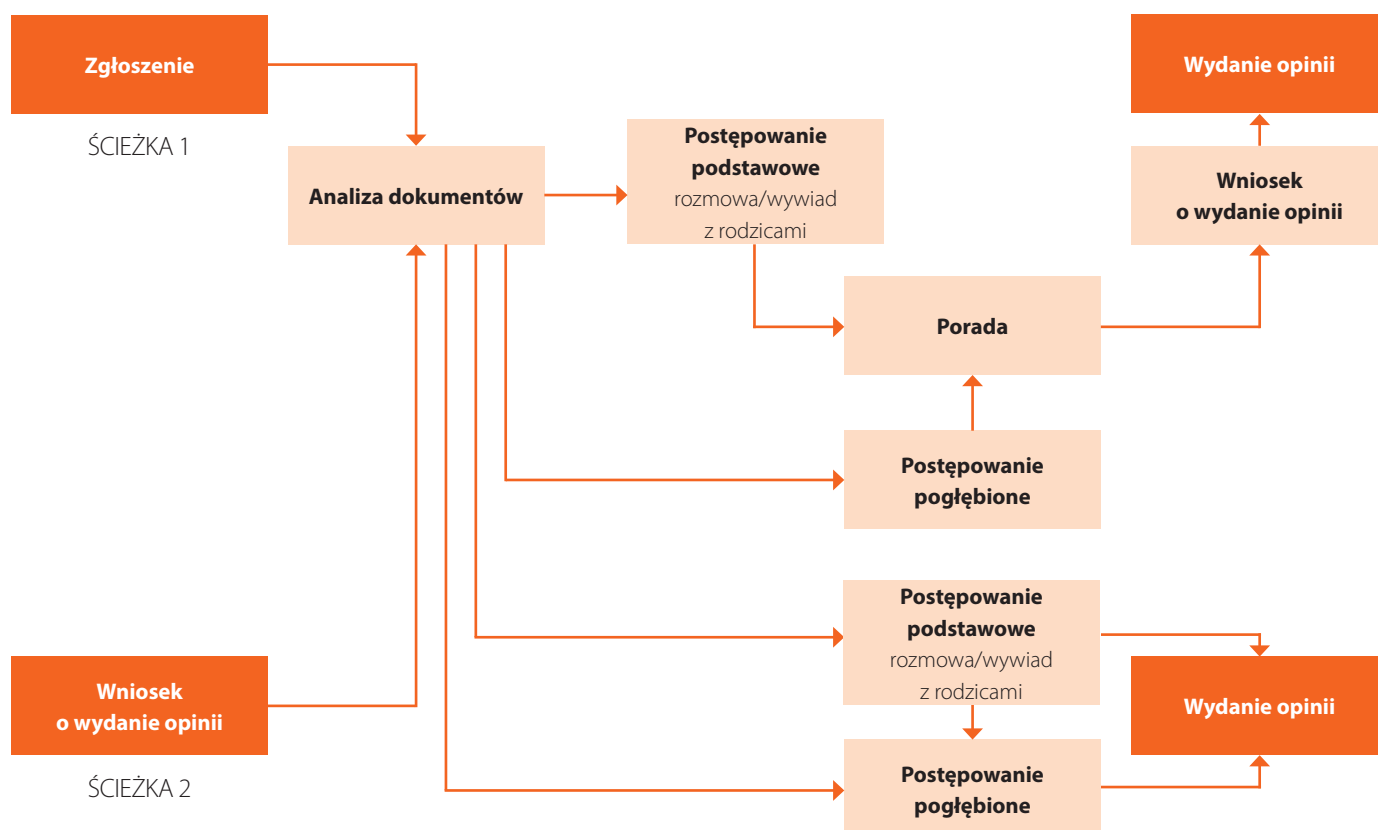 Zgłoszenie
ŚCIEŻKA 1
Analiza dokumentów
Postępowanie
podstawowe
rozmowa/wywiad
z rodzicami
Wydanie opinii
Wniosek
o wydanie opinii
Porada
Postępowanie
pogłębione
Postępowanie
podstawowe
rozmowa/wywiad
z rodzicami
Wniosek
o wydanie opinii
ŚCIEŻKA 2
Wydanie opinii
Postępowanie
pogłębione